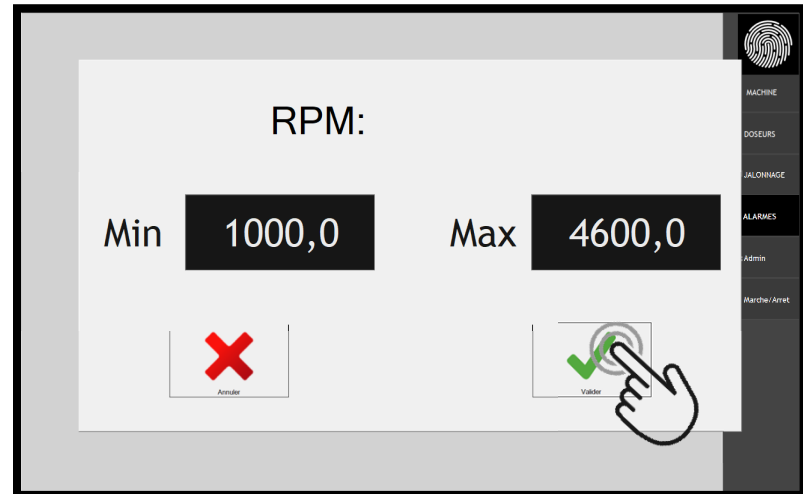 RPM:
Min 1000,0 Max 4600,0
Annuler Valider
MACHINE
DOSEURS
JALONNAGE
ALARMES
Admin
Marche/Arret